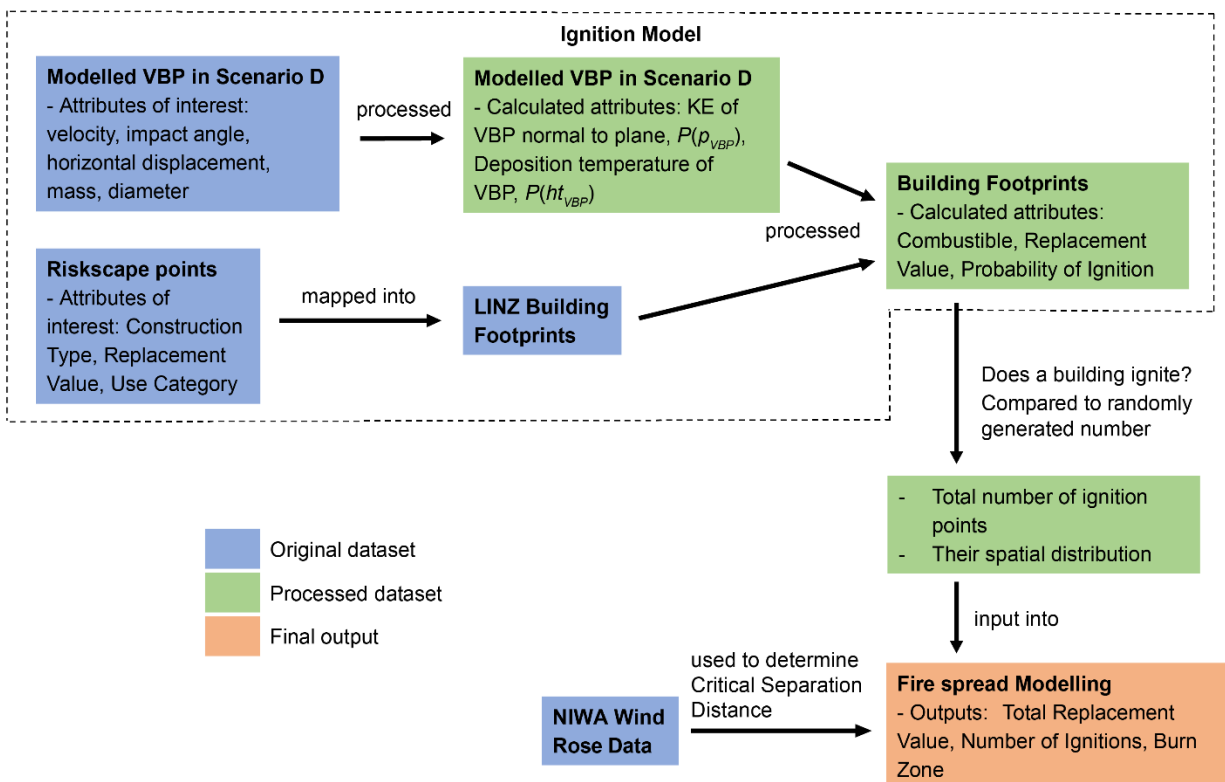 Ignition Model
Modelled VBP in Scenario D
- Attributes of interest:
velocity, impact angle,
horizontal displacement,
mass, diameter
processed
Modelled VBP in Scenario D
- Calculated attributes: KE of
VBP normal to plane, P(p_VBP),
Deposition temperature of
VBP, P(ht_VBP)
Riskscape points
- Attributes of
interest: Construction
Type, Replacement
Value, Use Category
mapped into
LINZ Building
Footprints
processed
Building Footprints
- Calculated attributes:
Combustible, Replacement
Value, Probability of Ignition
Does a building ignite?
Compared to randomly
generated number
- Total number of ignition
points
- Their spatial distribution
input into
Original dataset
Processed dataset
Final output
NIWA Wind
Rose Data
used to determine
Critical Separation
Distance
Fire spread Modelling
- Outputs: Total Replacement
Value, Number of Ignitions, Burn
Zone